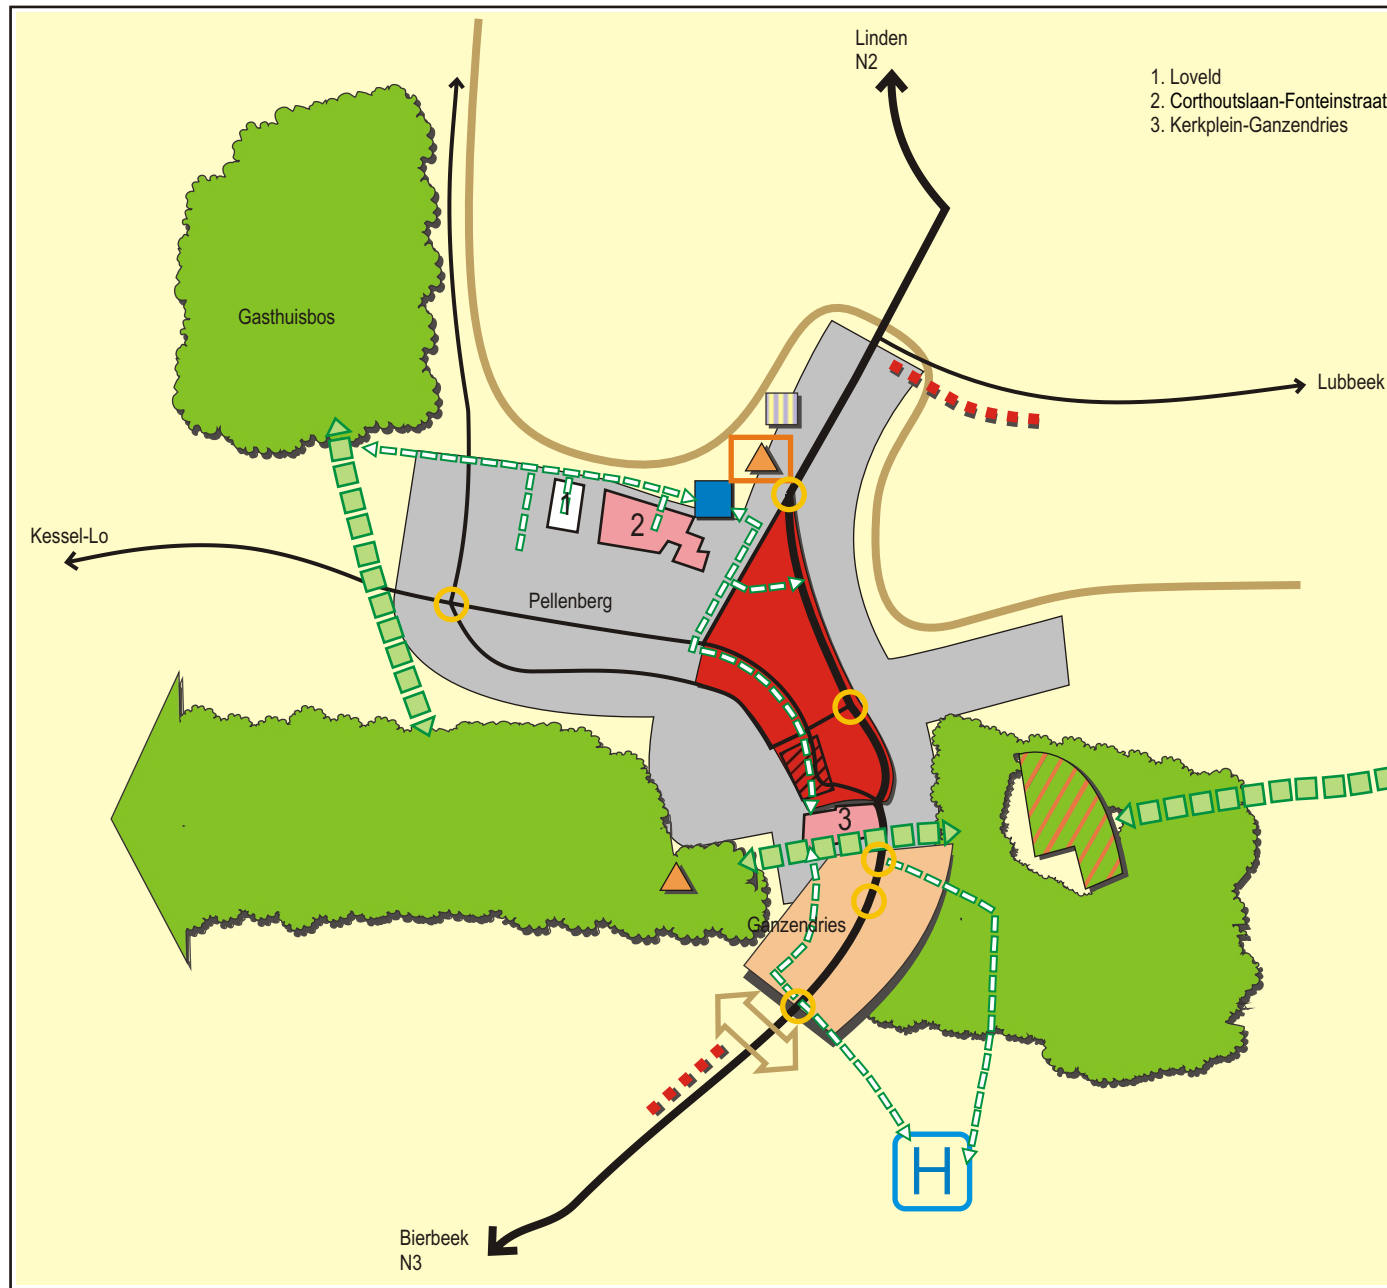 Linden
N2
1. Loveld
2. Corthoutslaan-Fonteinstraat
3. Kerkplein-Ganzendries
Gasthuisbos
Lubbeek
1
2
Kessel-Lo
Pellenberg
3
Ganzendries
H
Bierbeek
N3